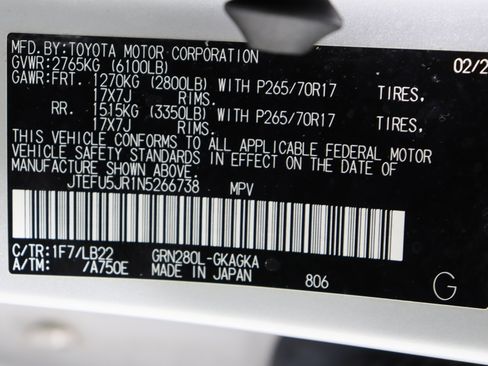 MFD.BY:TOYOTA MOTOR CORPORATION 02/2
GVWR:2765KG (6100LB)
GAWR:FRT. 1270KG (2800LB) WITH P265/70R17 TIRES,
17X7J RIMS.
RR. 1515KG (3350LB) WITH P265/70R17 TIRES,
17X7J RIMS.
THIS VEHICLE CONFORMS TO ALL APPLICABLE FEDERAL MOTOR
VEHICLE SAFETY STANDARDS IN EFFECT ON THE DATE OF
MANUFACTURE SHOWN ABOVE.
JTEFU5JR1N5266738 MPV
C/TR:1F7/LB22 GRN280L-GKAGKA
A/TM: /A750E MADE IN JAPAN 806 G